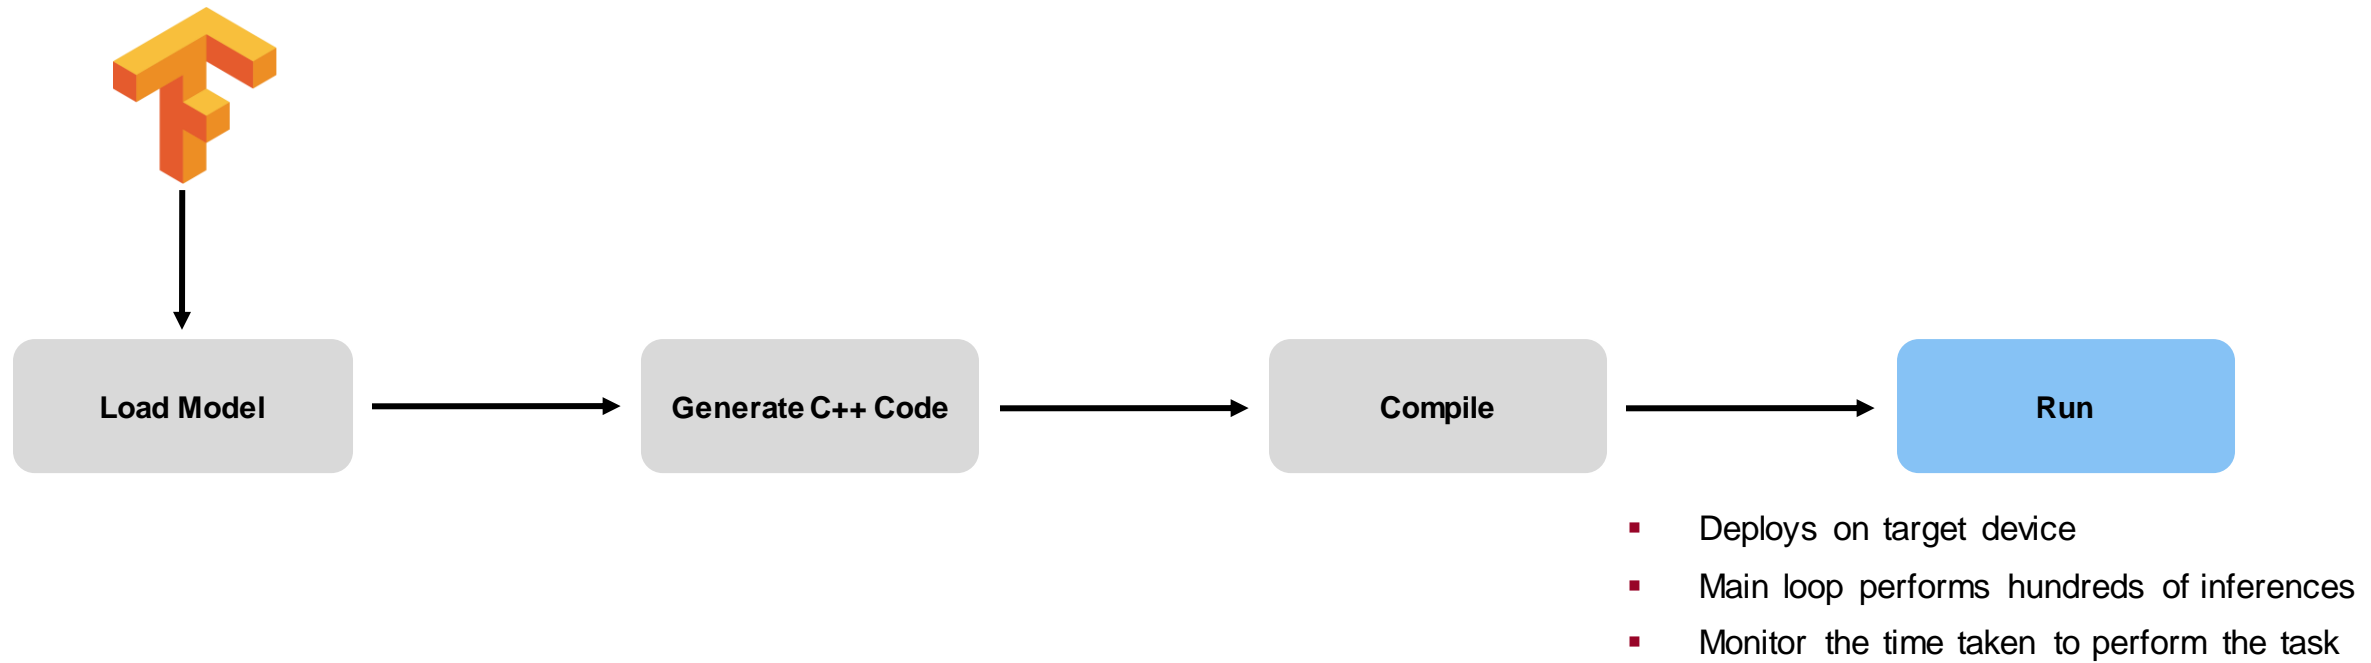 Load Model
Generate C++ Code
Compile
Run
Deploys on target device
Main loop performs hundreds of inferences
Monitor the time taken to perform the task